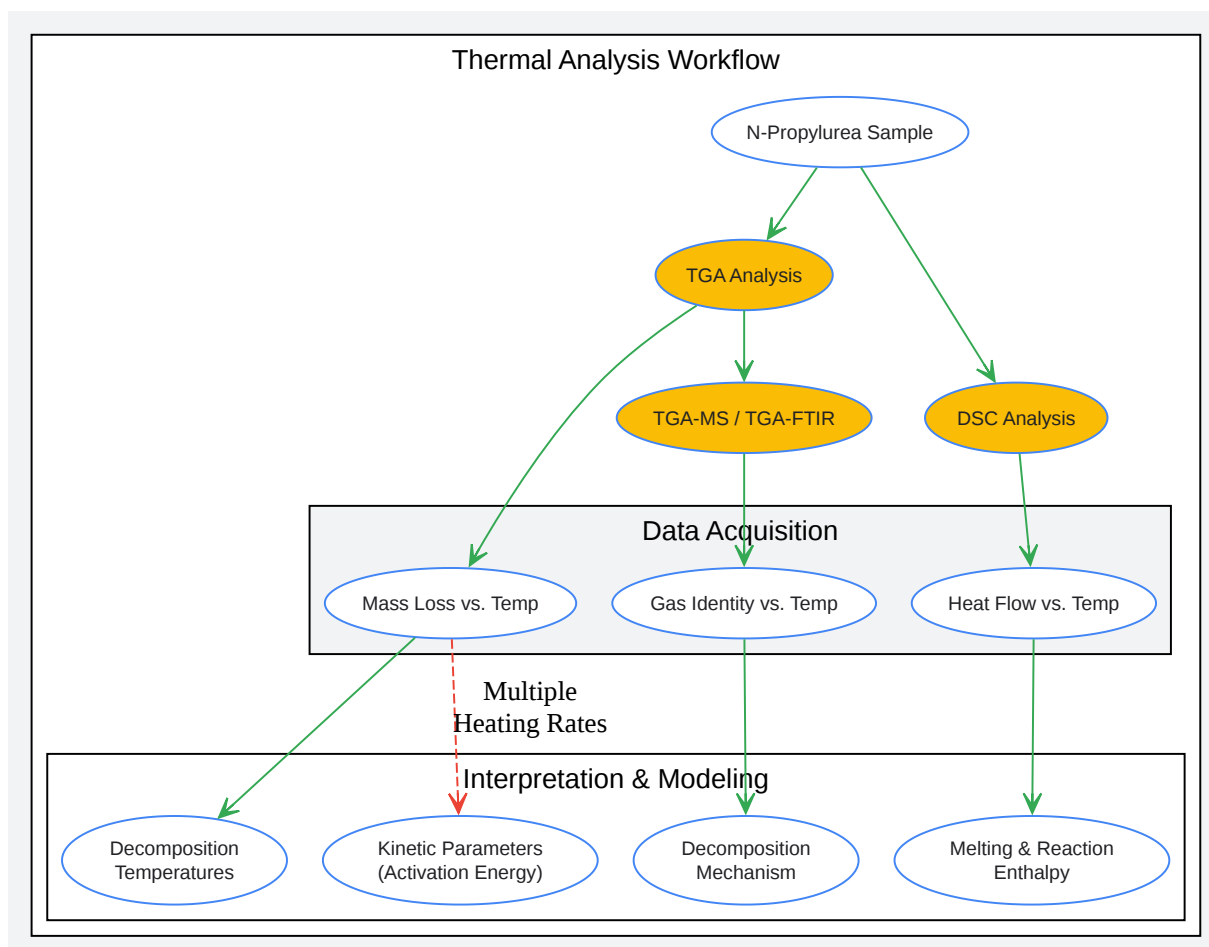 Thermal Analysis Workflow
N-Propylurea Sample
TGA Analysis
TGA-MS / TGA-FTIR
DSC Analysis
Data Acquisition
Mass Loss vs. Temp
Gas Identity vs. Temp
Heat Flow vs. Temp
Multiple
Heating Rates
Interpretation & Modeling
Decomposition
Temperatures
Kinetic Parameters
(Activation Energy)
Decomposition
Mechanism
Melting & Reaction
Enthalpy